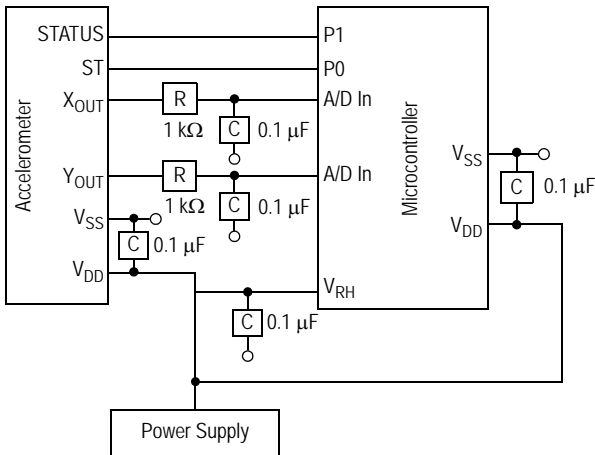 STATUS
P1
ST
P0
X_OUT
R
A/D In
1 kΩ
C
0.1 μF
Y_OUT
R
A/D In
1 kΩ
C
0.1 μF
Accelerometer
Microcontroller
V_SS
C
0.1 μF
V_DD
V_SS
C
0.1 μF
V_DD
V_RH
C
0.1 μF
Power Supply